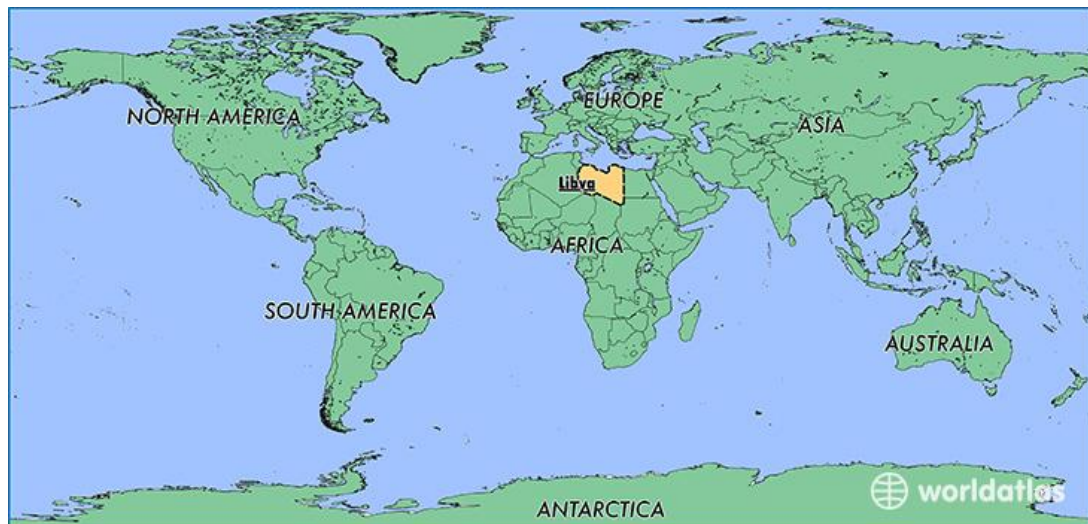 NORTH AMERICA
EUROPE
ASIA
Libya
AFRICA
SOUTH AMERICA
AUSTRALIA
ANTARCTICA
worldatlas